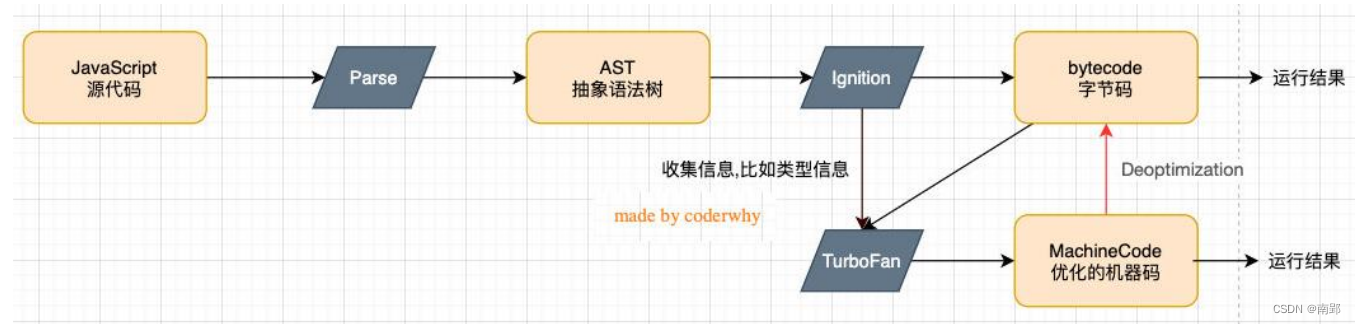 JavaScript
源代码
Parse
AST
抽象语法树
Ignition
bytecode
字节码
运行结果
收集信息,比如类型信息
Deoptimization
made by coderwhy
TurboFan
MachineCode
优化的机器码
运行结果
CSDN @南郢